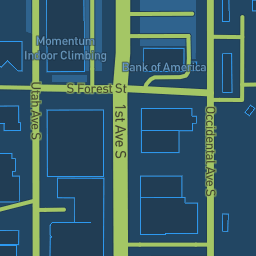 Momentum
Indoor Climbing
Bank of America
S Forest St
Utah Ave S
1st Ave S
Occidental Ave S